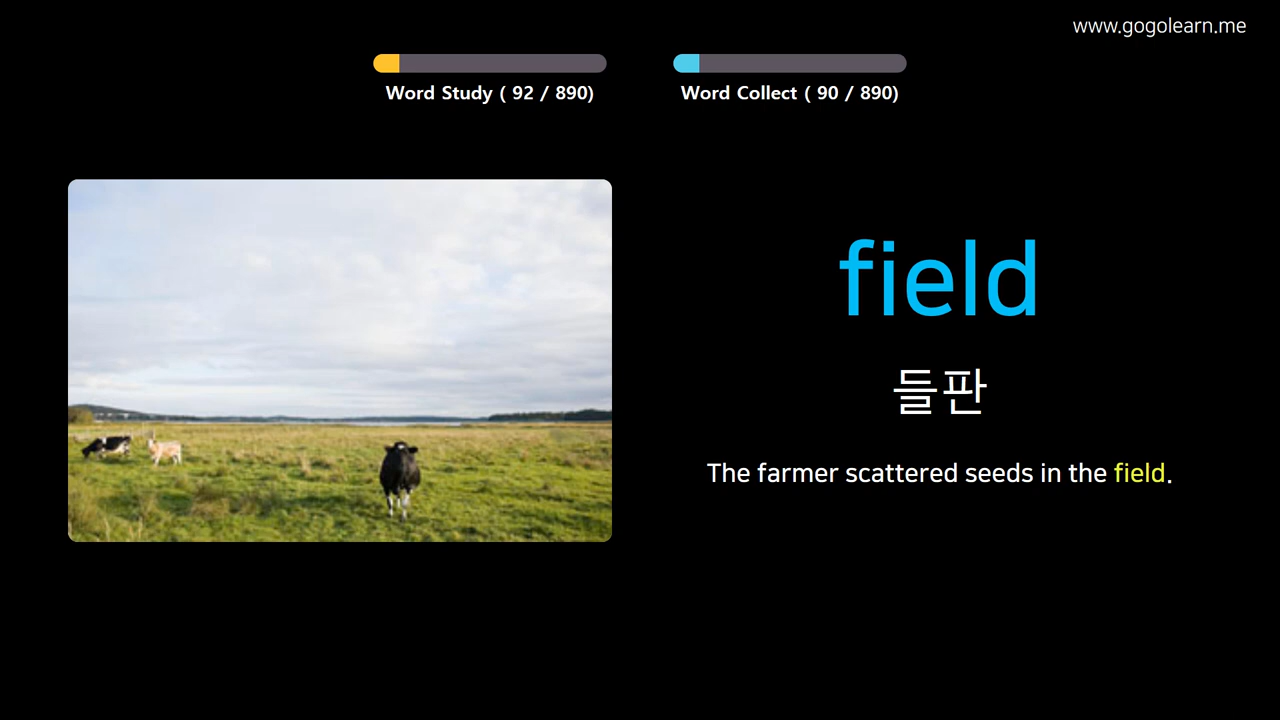 www.gogolearn.me
Word Study ( 92 / 890)
Word Collect ( 90 / 890)
field
들판
The farmer scattered seeds in the field.